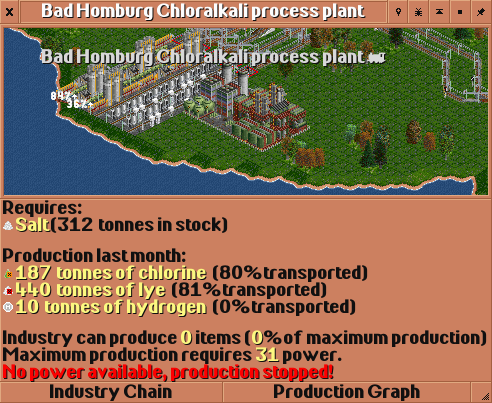 Bad Homburg Chloralkali process plant
Bad Homburg Chloralkali process plant
84%
96%
Requires:
Salt(312 tonnes in stock)
Production last month:
187 tonnes of chlorine (80%transported)
440 tonnes of lye (81%transported)
10 tonnes of hydrogen (0%transported)
Industry can produce 0 items (0%of maximum production)
Maximum production requires 31 power.
No power available, production stopped!
Industry Chain
Production Graph